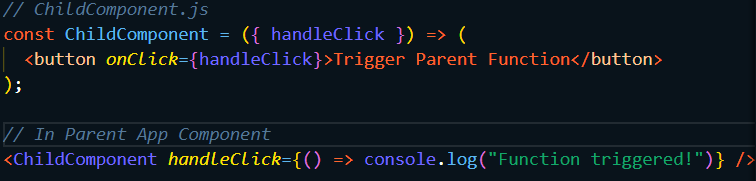 // ChildComponent.js
const ChildComponent = ({ handleClick }) => (
  <button onClick={handleClick}>Trigger Parent Function</button>
);
// In Parent App Component
<ChildComponent handleClick={() => console.log("Function triggered!")} />